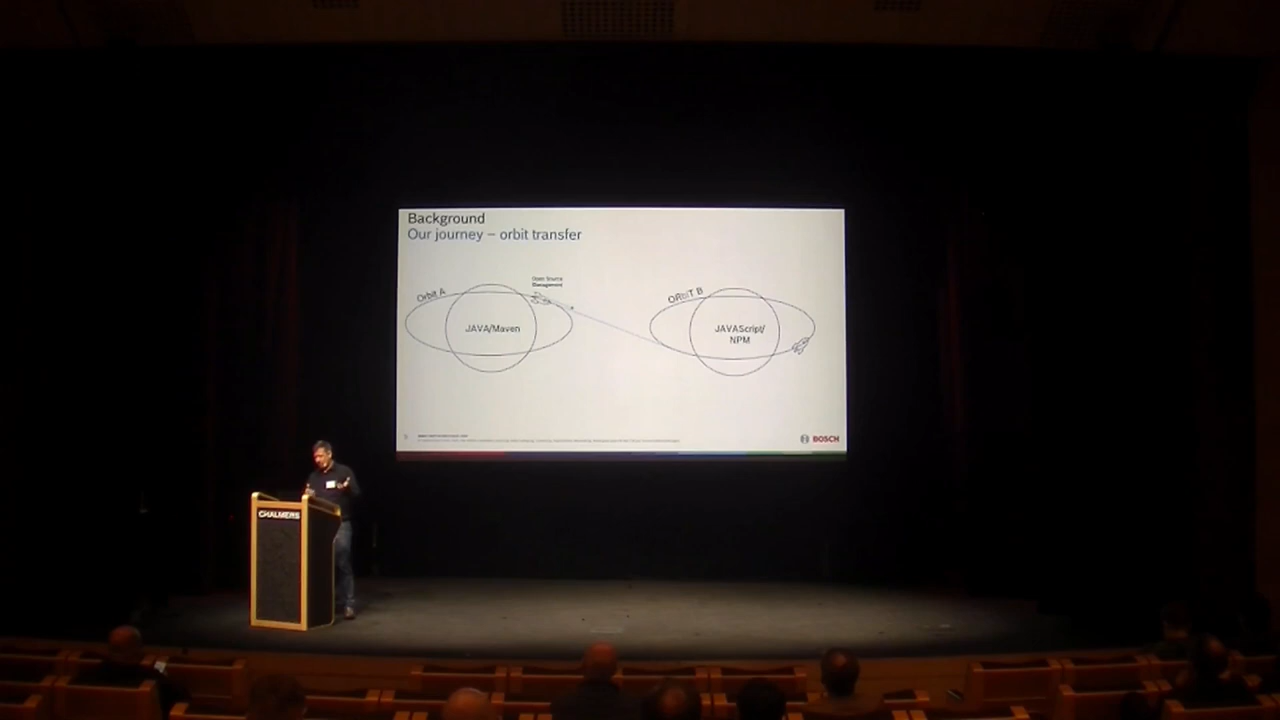 Background
Our journey – orbit transfer
Open Source
Management
Orbit A
ORBIT B
JAVA/Maven
JAVAScript/
NPM
BOSCH
CHALMERS